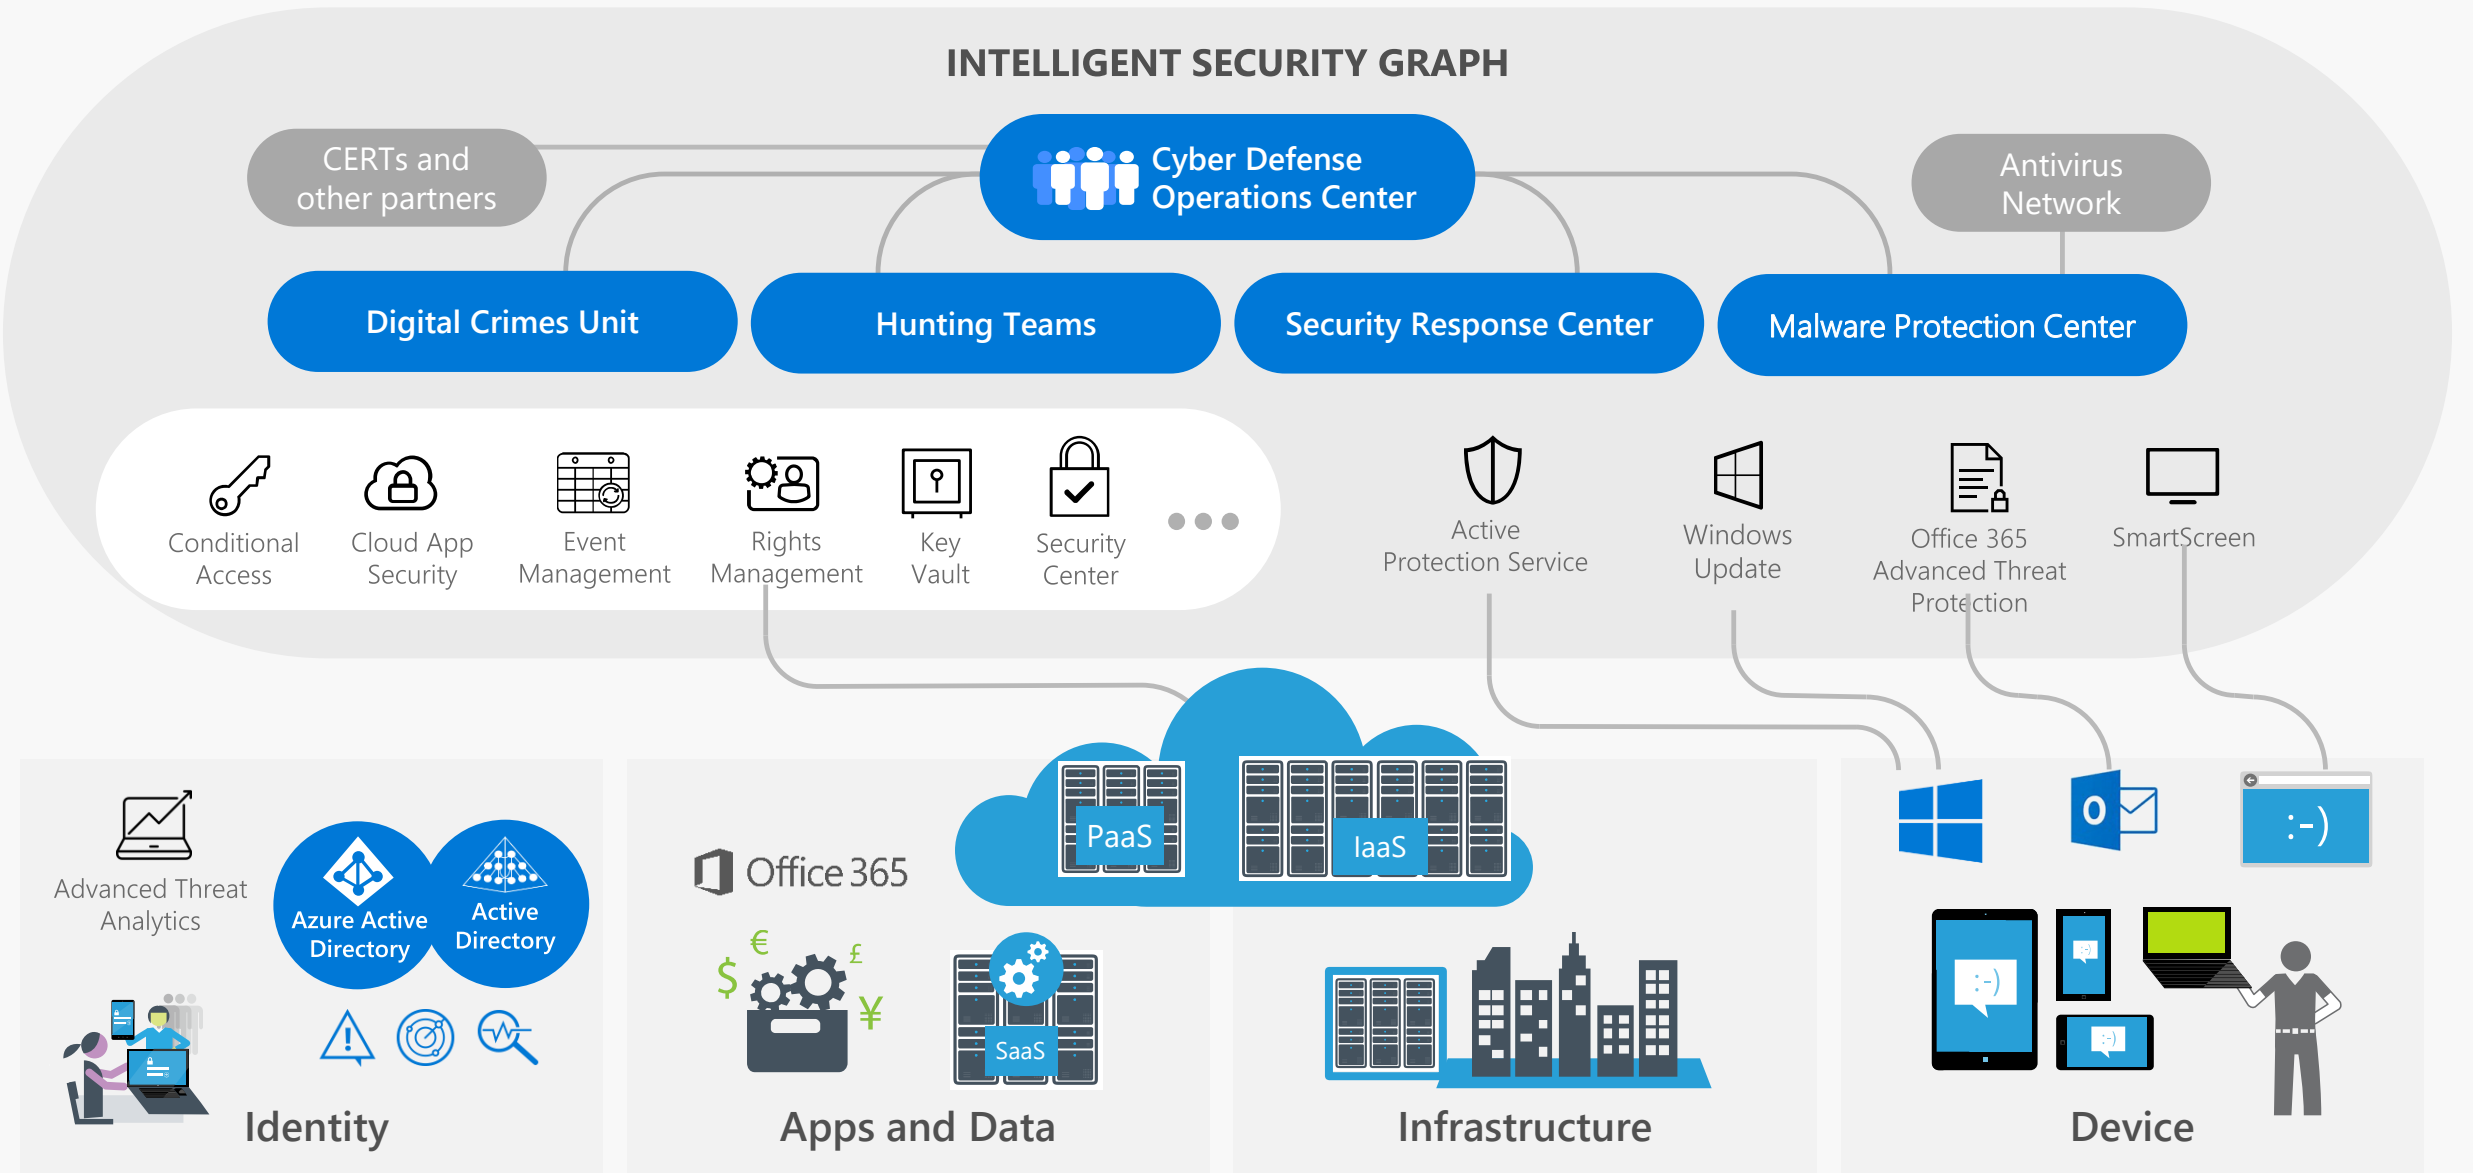 INTELLIGENT SECURITY GRAPH
CERTs and
other partners
Cyber Defense
Operations Center
Antivirus
Network
Digital Crimes Unit
Hunting Teams
Security Response Center
Malware Protection Center
Conditional
Access
Cloud App
Security
Event
Management
Rights
Management
Key
Vault
Security
Center
Active
Protection Service
Windows
Update
Office 365
Advanced Threat
Protection
SmartScreen
Advanced Threat
Analytics
Azure Active
Directory
Active
Directory
Identity
Office 365
$ € £ ¥
PaaS
SaaS
Apps and Data
IaaS
Infrastructure
O
:-)
:-)
:-)
:-)
Device